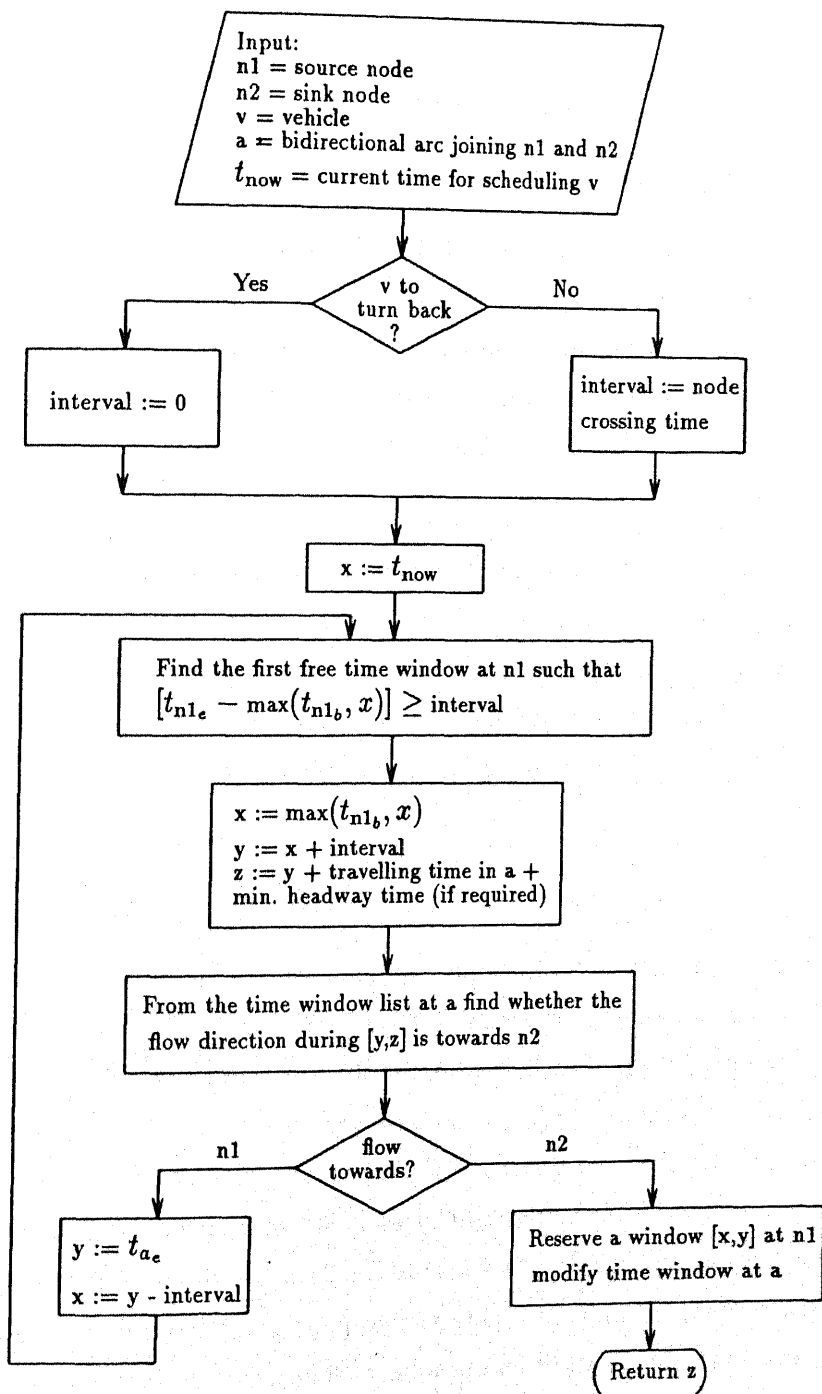 Input:
n1 = source node
n2 = sink node
v = vehicle
a = bidirectional arc joining n1 and n2
t_now = current time for scheduling v
v to
turn back
?
Yes
No
interval := 0
interval := node
crossing time
x := t_now
Find the first free time window at n1 such that
[t_n1_e − max(t_n1_b, x)] ≥ interval
x := max(t_n1_b, x)
y := x + interval
z := y + travelling time in a +
min. headway time (if required)
From the time window list at a find whether the
flow direction during [y,z] is towards n2
flow
towards?
n1
n2
y := t_a_e
x := y - interval
Reserve a window [x,y] at n1
modify time window at a
Return z